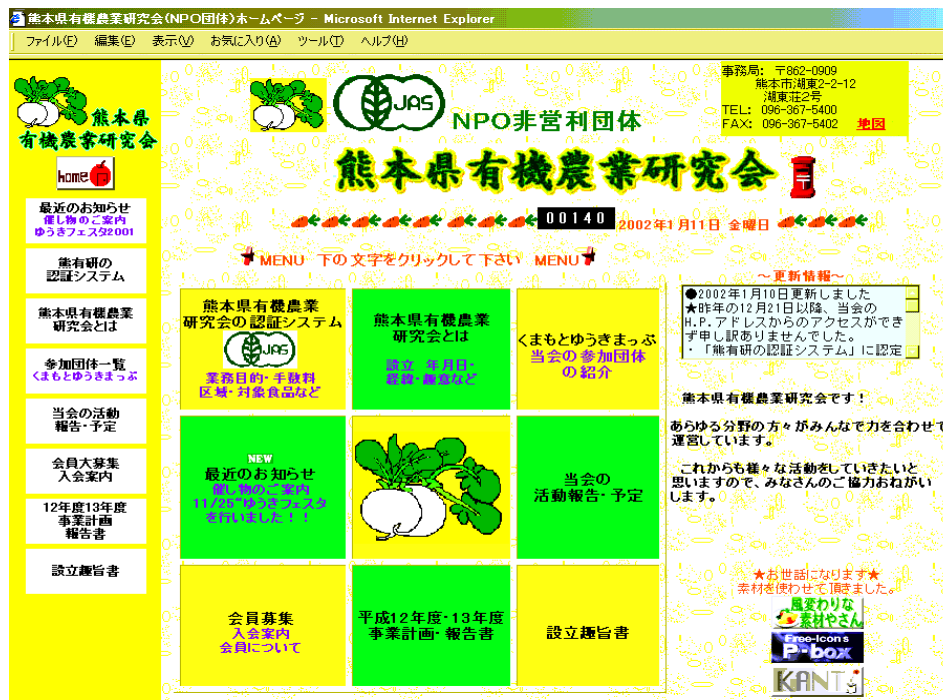 熊本県有機農業研究会(NPO団体)ホームページ - Microsoft Internet Explorer
ファイル(F) 編集(E) 表示(V) お気に入り(A) ツール(T) ヘルプ(H)
熊本県
有機農業研究会
home
最近のお知らせ
催し物のご案内
ゆうきフェスタ2001
熊有研の
認証システム
熊本県有機農業
研究会とは
参加団体一覧
くまもとゆうきまっぷ
当会の活動
報告・予定
会員大募集
入会案内
12年度13年度
事業計画
報告書
設立趣旨書
JAS
NPO非営利団体
事務局: 〒862-0909
熊本市湖東2-2-12
湖東荘2号
TEL: 096-367-5400
FAX: 096-367-5402 地図
熊本県有機農業研究会
00140 2002年1月11日 金曜日
MENU 下の文字をクリックして下さい MENU
熊本県有機農業
研究会の認証システム
JAS
業務目的・手数料
区域・対象食品など
熊本県有機農業
研究会とは
設立 年月日・
経緯・趣意など
くまもとゆうきまっぷ
当会の参加団体
の紹介
NEW
最近のお知らせ
催し物のご案内
11/25~ゆうきフェスタ
を行いました!!
当会の
活動報告・予定
会員募集
入会案内
会員について
平成12年度・13年度
事業計画・報告書
設立趣旨書
~更新情報~
●2002年1月10日更新しました
★昨年の12月21日以降、当会の
H.P.アドレスからのアクセスができ
ず申し訳ありませんでした。
・「熊有研の認証システム」に認定
熊本県有機農業研究会です!
あらゆる分野の方々がみんなで力を合わせて
運営しています。
これからも様々な活動をしていきたいと
思いますので、みなさんのご協力おねがい
します。
★お世話になります★
素材を使わせて頂きました。
風変わりな
素材やさん
Free-Icons
P-box
KANTI